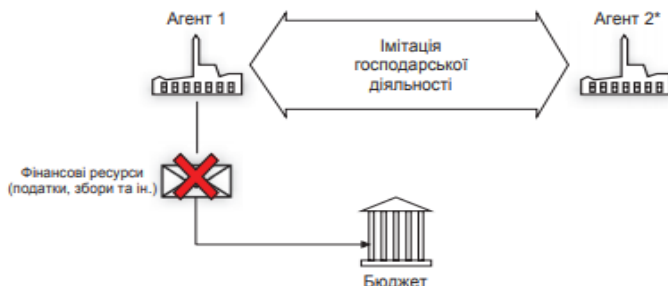 Агент 1
Агент 2*
Імітація
господарської
діяльності
Фінансові ресурси
(податки, збори та ін.)
Бюджет